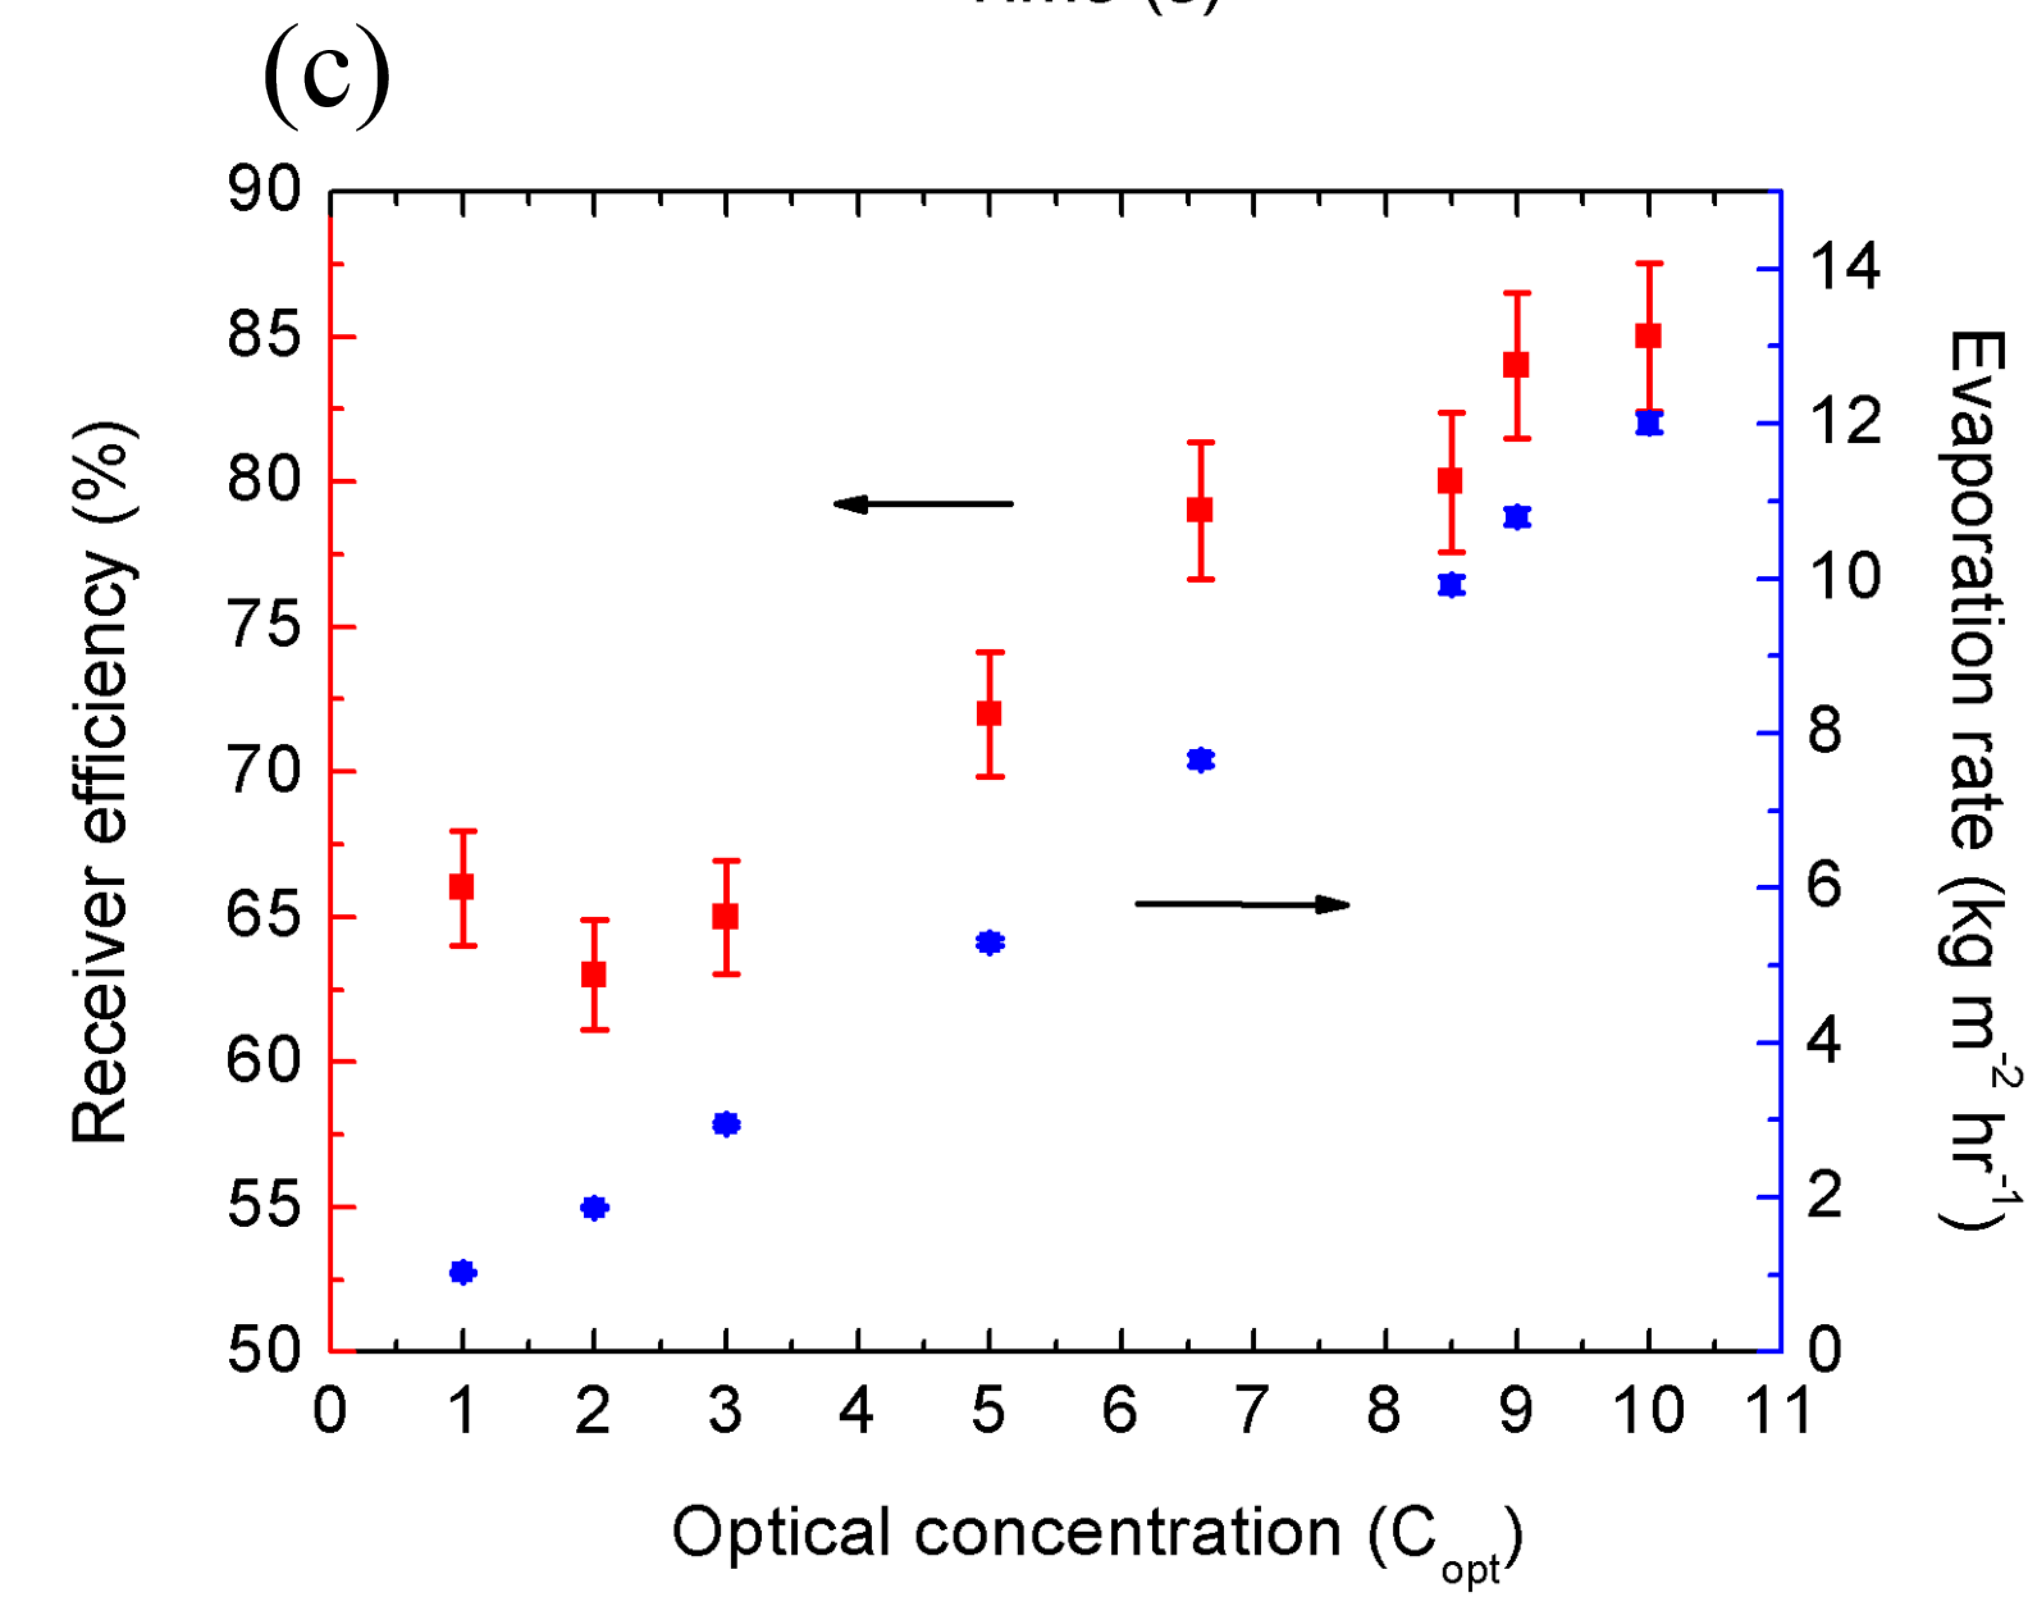 Time (s)
(c)
90
85
80
75
70
65
60
55
50
14
12
10
8
6
4
2
0
0 1 2 3 4 5 6 7 8 9 10 11
Receiver efficiency (%)
Evaporation rate (kg m-2 hr-1)
Optical concentration (Copt)